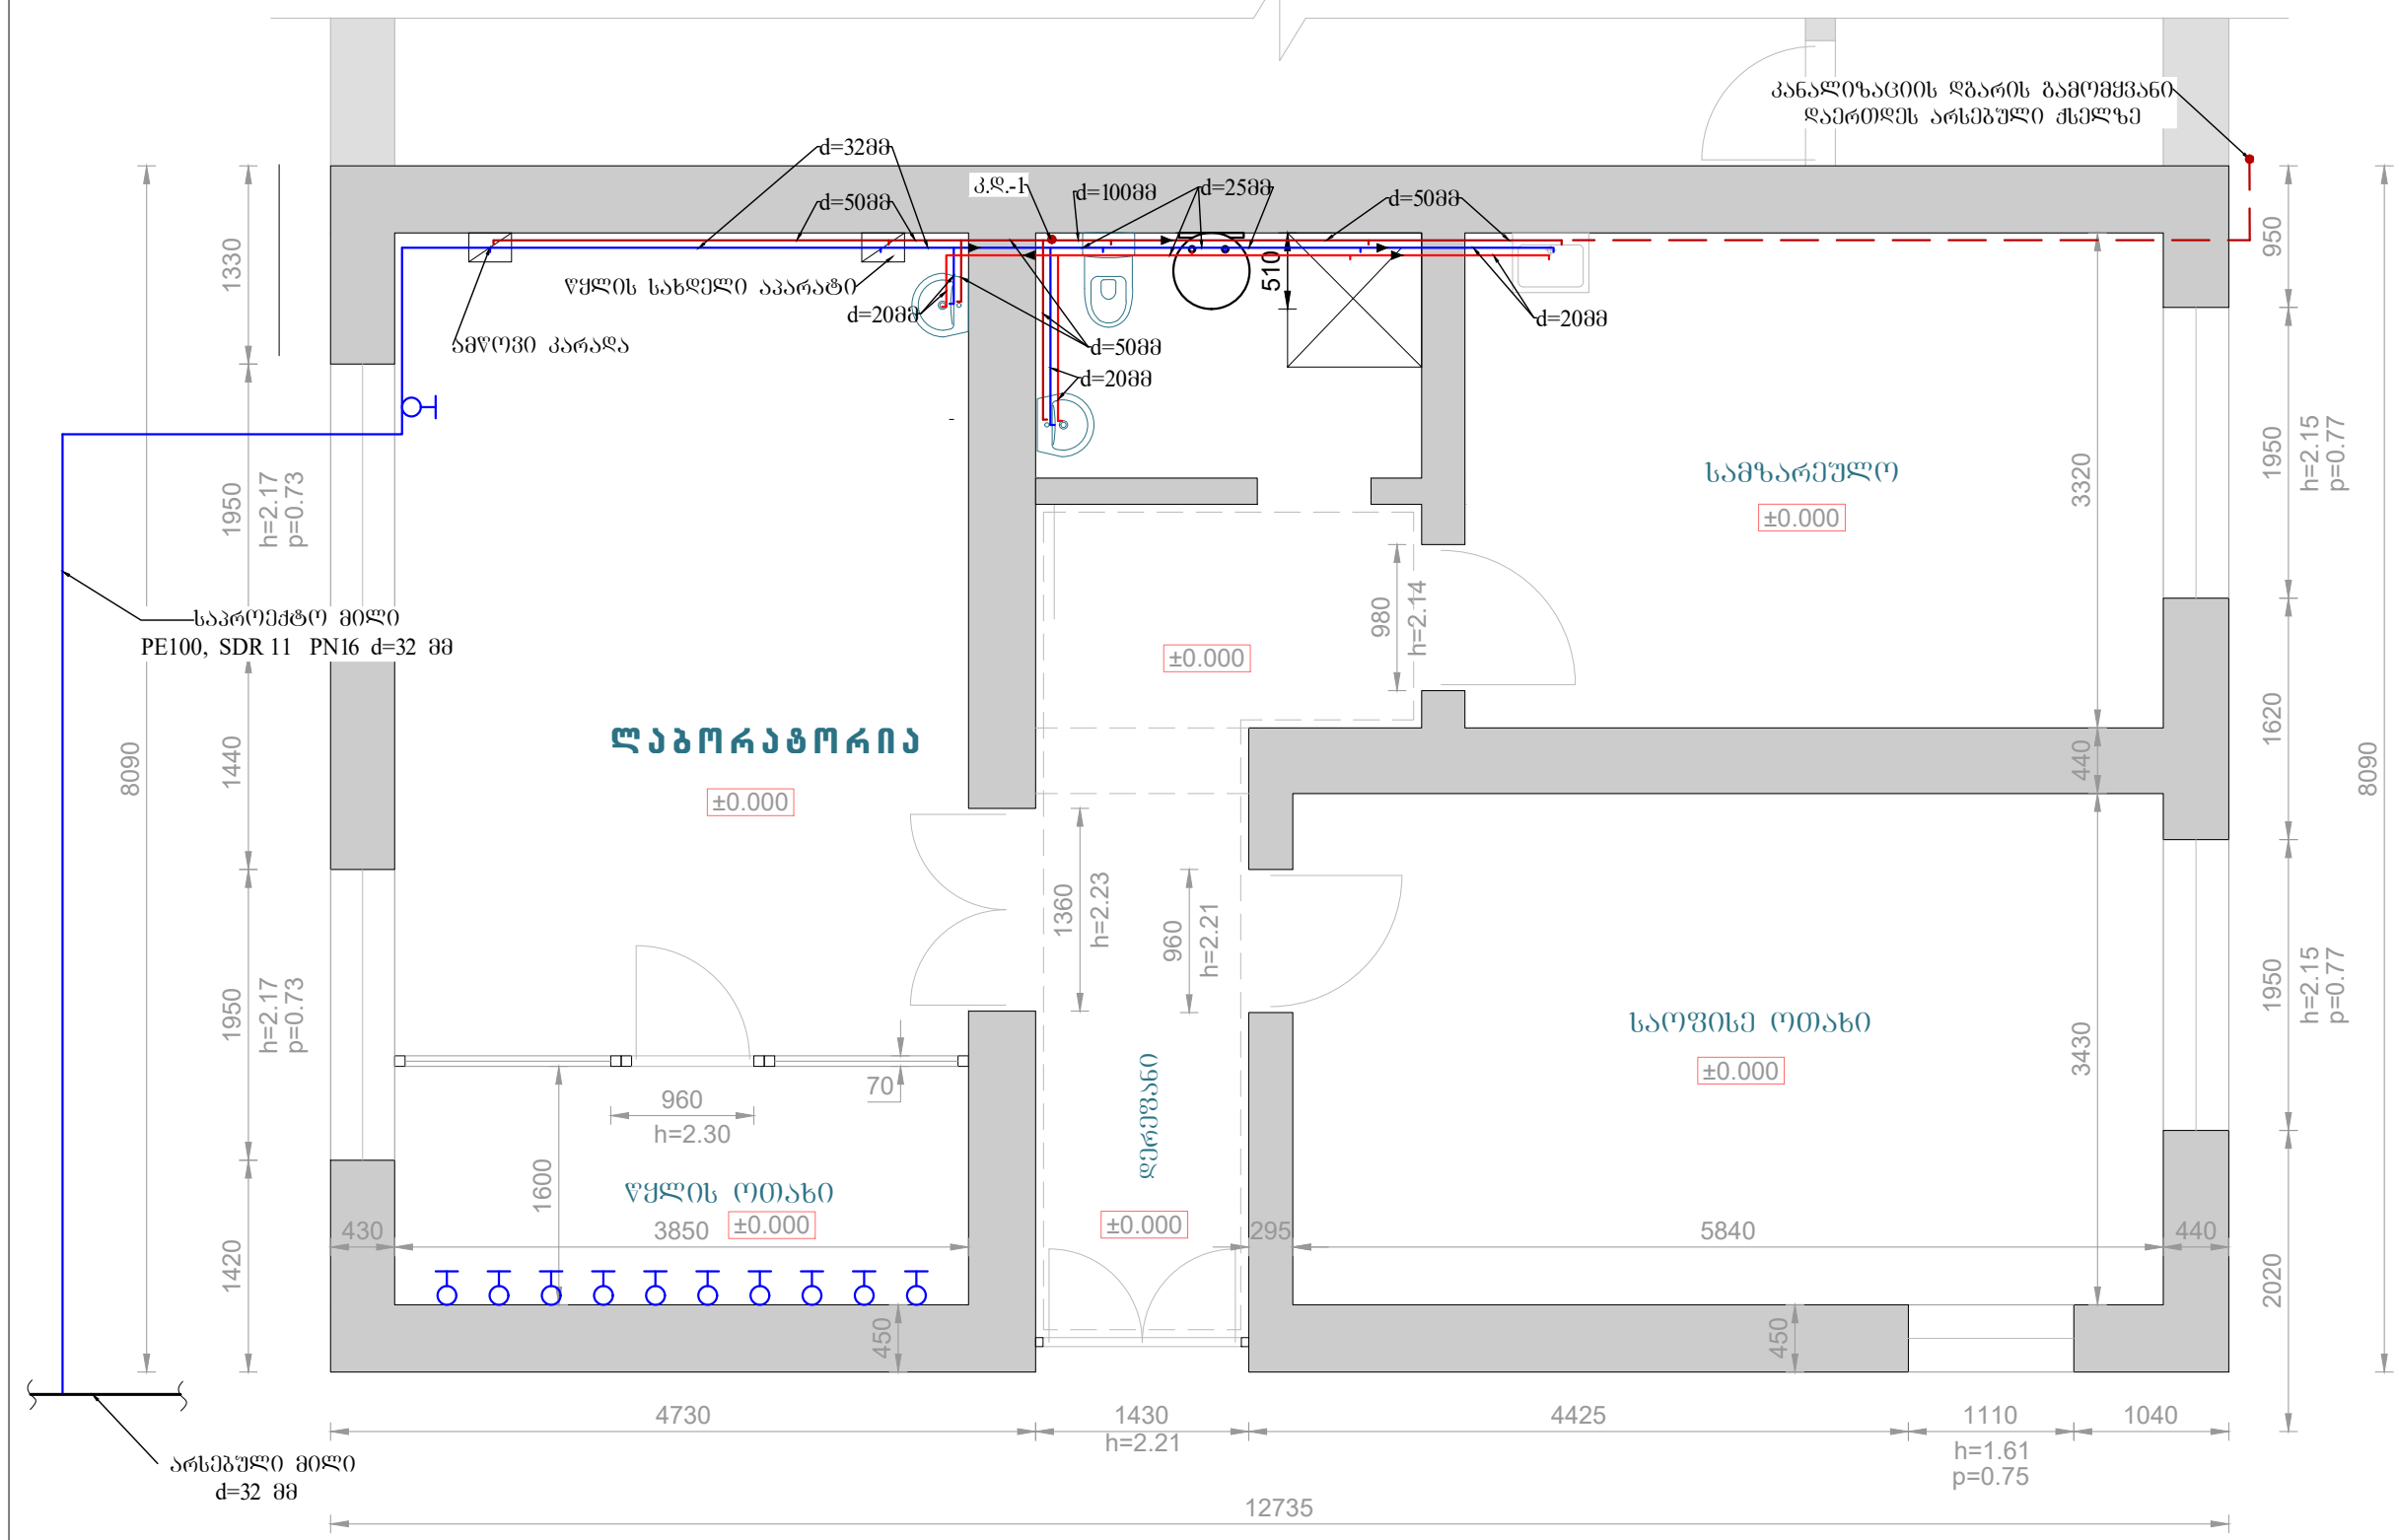 კანალიზაციის დგარის გამომყვანი
დაერთდეს არსებული ქსელზე
d=32მმ
კ.დ.-1
d=100მმ
d=25მმ
d=50მმ
d=50მმ
510
წყლის სახდელი აპარატი
d=20მმ
d=20მმ
ამწოვი კარადა
d=50მმ
d=20მმ
1330
950
1950
h=2.17
p=0.73
სამზარეულო
±0.000
3320
1950
h=2.15
p=0.77
საპროექტო მილი
PE100, SDR 11 PN16 d=32 მმ
980
h=2.14
±0.000
8090
1440
ლაბორატორია
±0.000
440
1620
8090
1360
h=2.23
960
h=2.21
1950
h=2.17
p=0.73
საოფისე ოთახი
±0.000
3430
1950
h=2.15
p=0.77
70
960
h=2.30
დერეფანი
1600
წყლის ოთახი
±0.000
±0.000
430
3850
295
5840
440
1420
2020
450
450
4730
1430
h=2.21
4425
1110
h=1.61
p=0.75
1040
არსებული მილი
d=32 მმ
12735